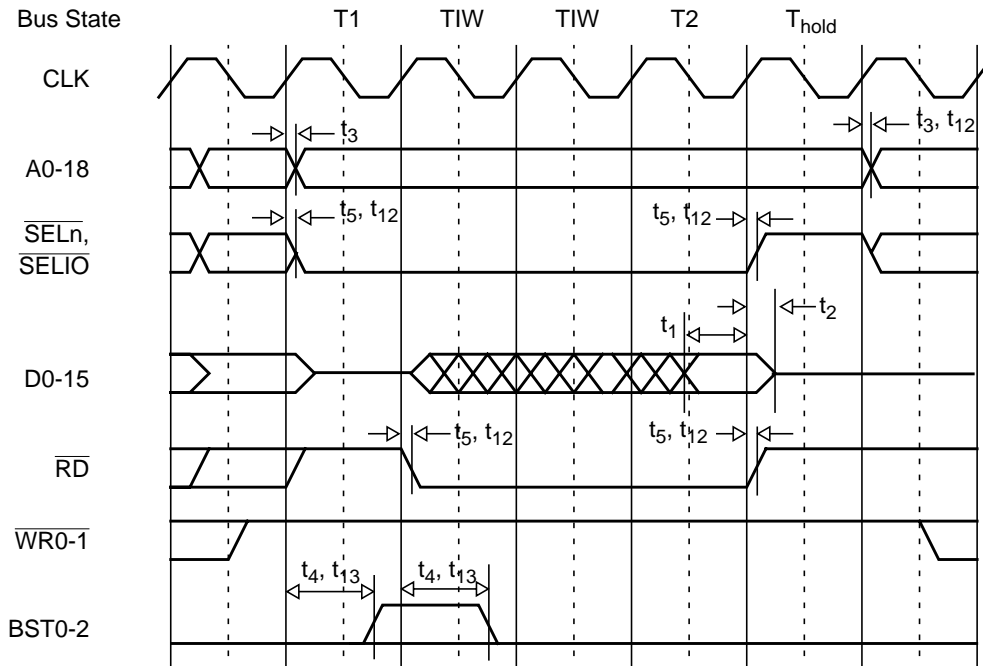 Bus State T1 TIW TIW T2 Thold
CLK
t3 t3, t12
A0-18
t5, t12 t5, t12
SELn,
SELIO
t1 t2
D0-15
t5, t12 t5, t12
RD
WR0-1
t4, t13 t4, t13
BST0-2